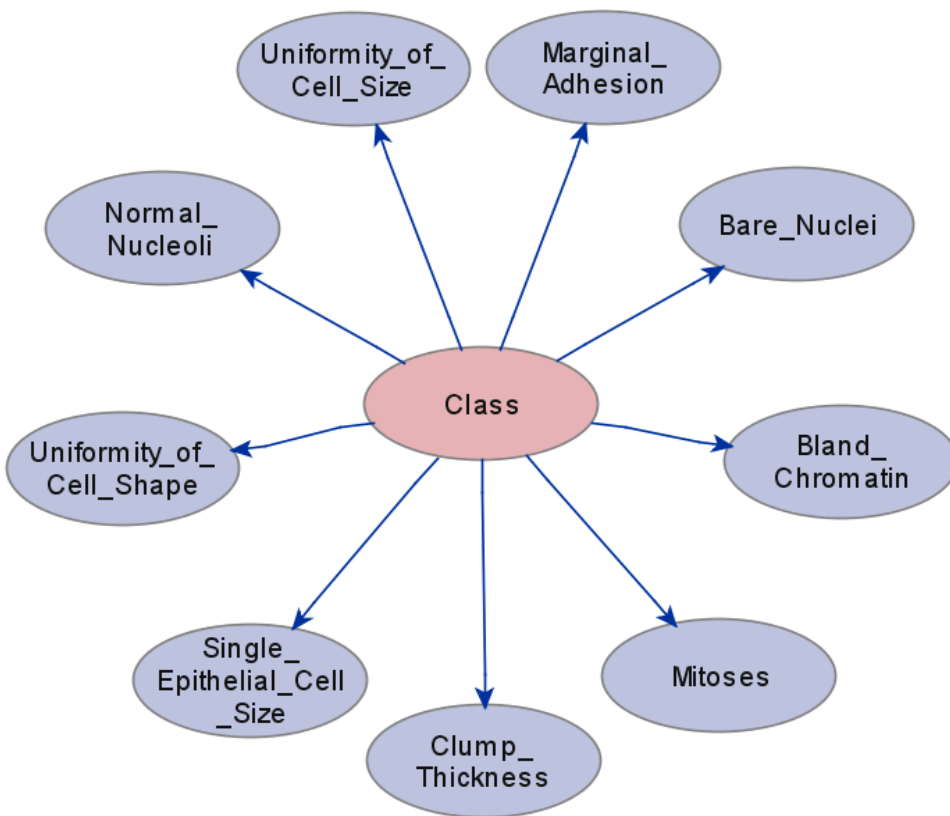 Uniformity_of_
Cell_Size
Marginal_
Adhesion
Normal_
Nucleoli
Bare_Nuclei
Class
Uniformity_of_
Cell_Shape
Bland_
Chromatin
Single_
Epithelial_Cell
_Size
Mitoses
Clump_
Thickness